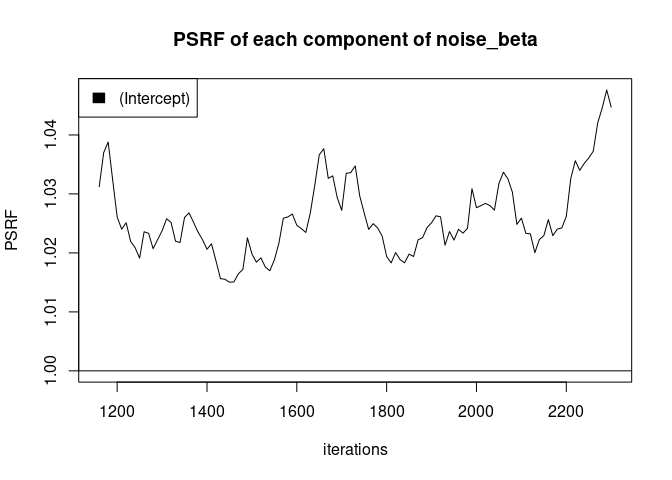 PSRF of each component of noise_beta
(Intercept)
PSRF
1.04
1.03
1.02
1.01
1.00
1200 1400 1600 1800 2000 2200
iterations